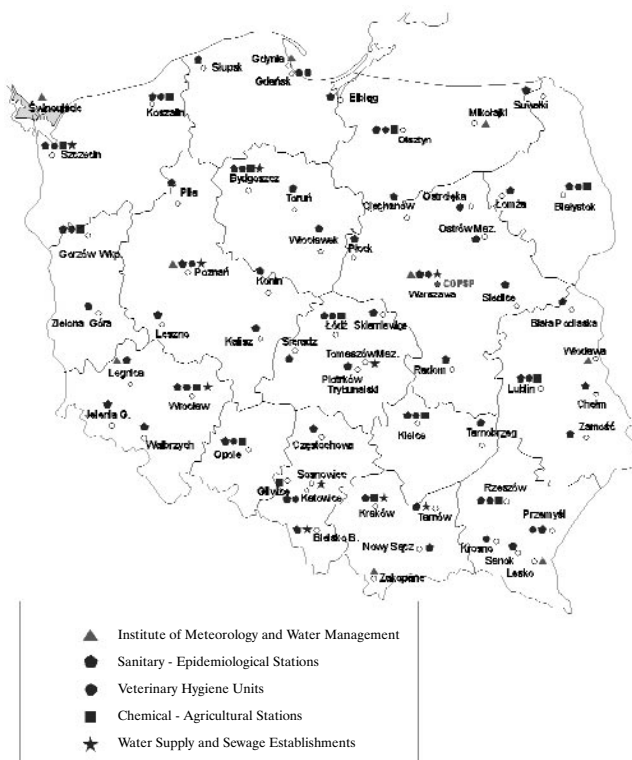 Gdynia
Słupsk
Gdańsk
Elbląg
Suwałki
Świnoujście
Koszalin
Mikołajki
Olsztyn
Szczecin
Bydgoszcz
Piła
Toruń
Ciechanów
Ostrołęka
Łomża
Białystok
Ostrów Maz.
Gorzów Wkp.
Włocławek
Płock
Poznań
Konin
COPSP
Warszawa
Siedlce
Biała Podlaska
Zielona Góra
Leszno
Kalisz
Sieradz
Łódź
Skierniewice
Tomaszów Maz.
Piotrków
Trybunalski
Radom
Włodawa
Legnica
Wrocław
Lublin
Chełm
Jelenia G.
Wałbrzych
Opole
Częstochowa
Kielce
Tarnobrzeg
Zamość
Sosnowiec
Gliwice
Katowice
Kraków
Tarnów
Rzeszów
Przemyśl
Bielsko B.
Nowy Sącz
Krosno
Sanok
Lesko
Zakopane
Institute of Meteorology and Water Management
Sanitary - Epidemiological Stations
Veterinary Hygiene Units
Chemical - Agricultural Stations
Water Supply and Sewage Establishments